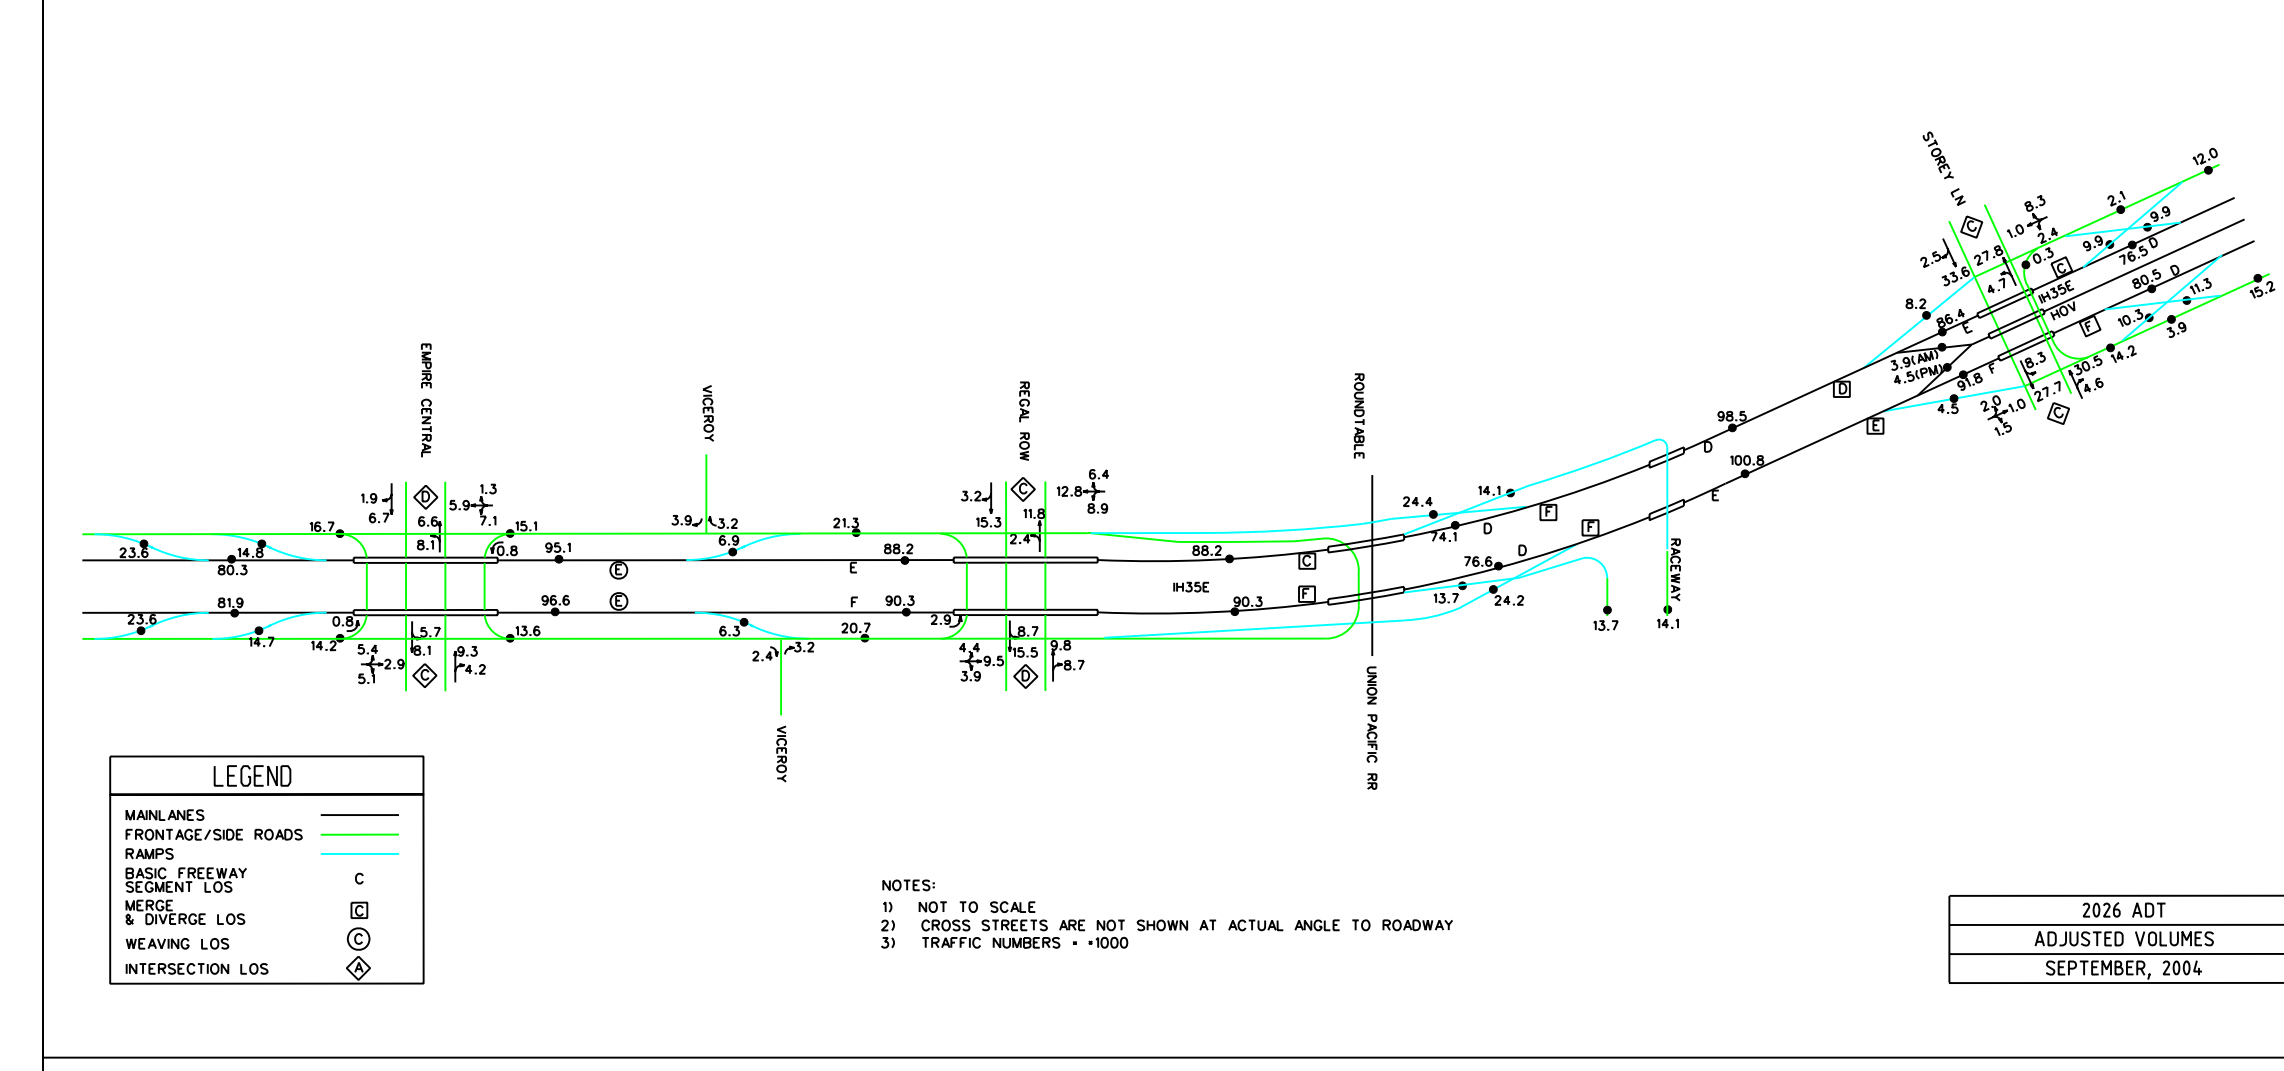 12.0
STOREY LN
2.1
8.3
1.0
2.4
9.9
C
2.5
27.8
0.3
9.9
76.5 D
33.6
4.7
C
IH35E
80.5 D
11.3
15.2
HOV
8.2
86.4
E
F
10.3
3.9
3.9(AM)
4.5(PM)
91.8 F
8.3
30.5
14.2
4.6
27.7
4.5
2.0
1.0
1.5
C
D
E
98.5
D
100.8
E
EMPIRE CENTRAL
VICEROY
REGAL ROW
ROUNDTABLE
1.9
6.7
D
5.9
1.3
7.1
6.6
8.1
16.7
15.1
0.8
95.1
23.6
14.8
80.3
E
3.9
3.2
6.9
21.3
88.2
E
3.2
C
15.3
11.8
2.4
12.8
6.4
8.9
88.2
C
24.4
14.1
74.1
D
F
F
RACEWAY
81.9
23.6
14.7
0.8
14.2
5.4
2.9
5.1
5.7
8.1
C
9.3
4.2
13.6
96.6
E
6.3
2.4
3.2
F
90.3
20.7
2.9
4.4
9.5
3.9
8.7
15.5
D
9.8
8.7
IH35E
90.3
F
76.6
D
13.7
24.2
13.7
14.1
VICEROY
UNION PACIFIC RR
LEGEND
MAINLANES
FRONTAGE/SIDE ROADS
RAMPS
BASIC FREEWAY
SEGMENT LOS C
MERGE
& DIVERGE LOS C
WEAVING LOS C
INTERSECTION LOS A
NOTES:
1) NOT TO SCALE
2) CROSS STREETS ARE NOT SHOWN AT ACTUAL ANGLE TO ROADWAY
3) TRAFFIC NUMBERS = *1000
2026 ADT
ADJUSTED VOLUMES
SEPTEMBER, 2004